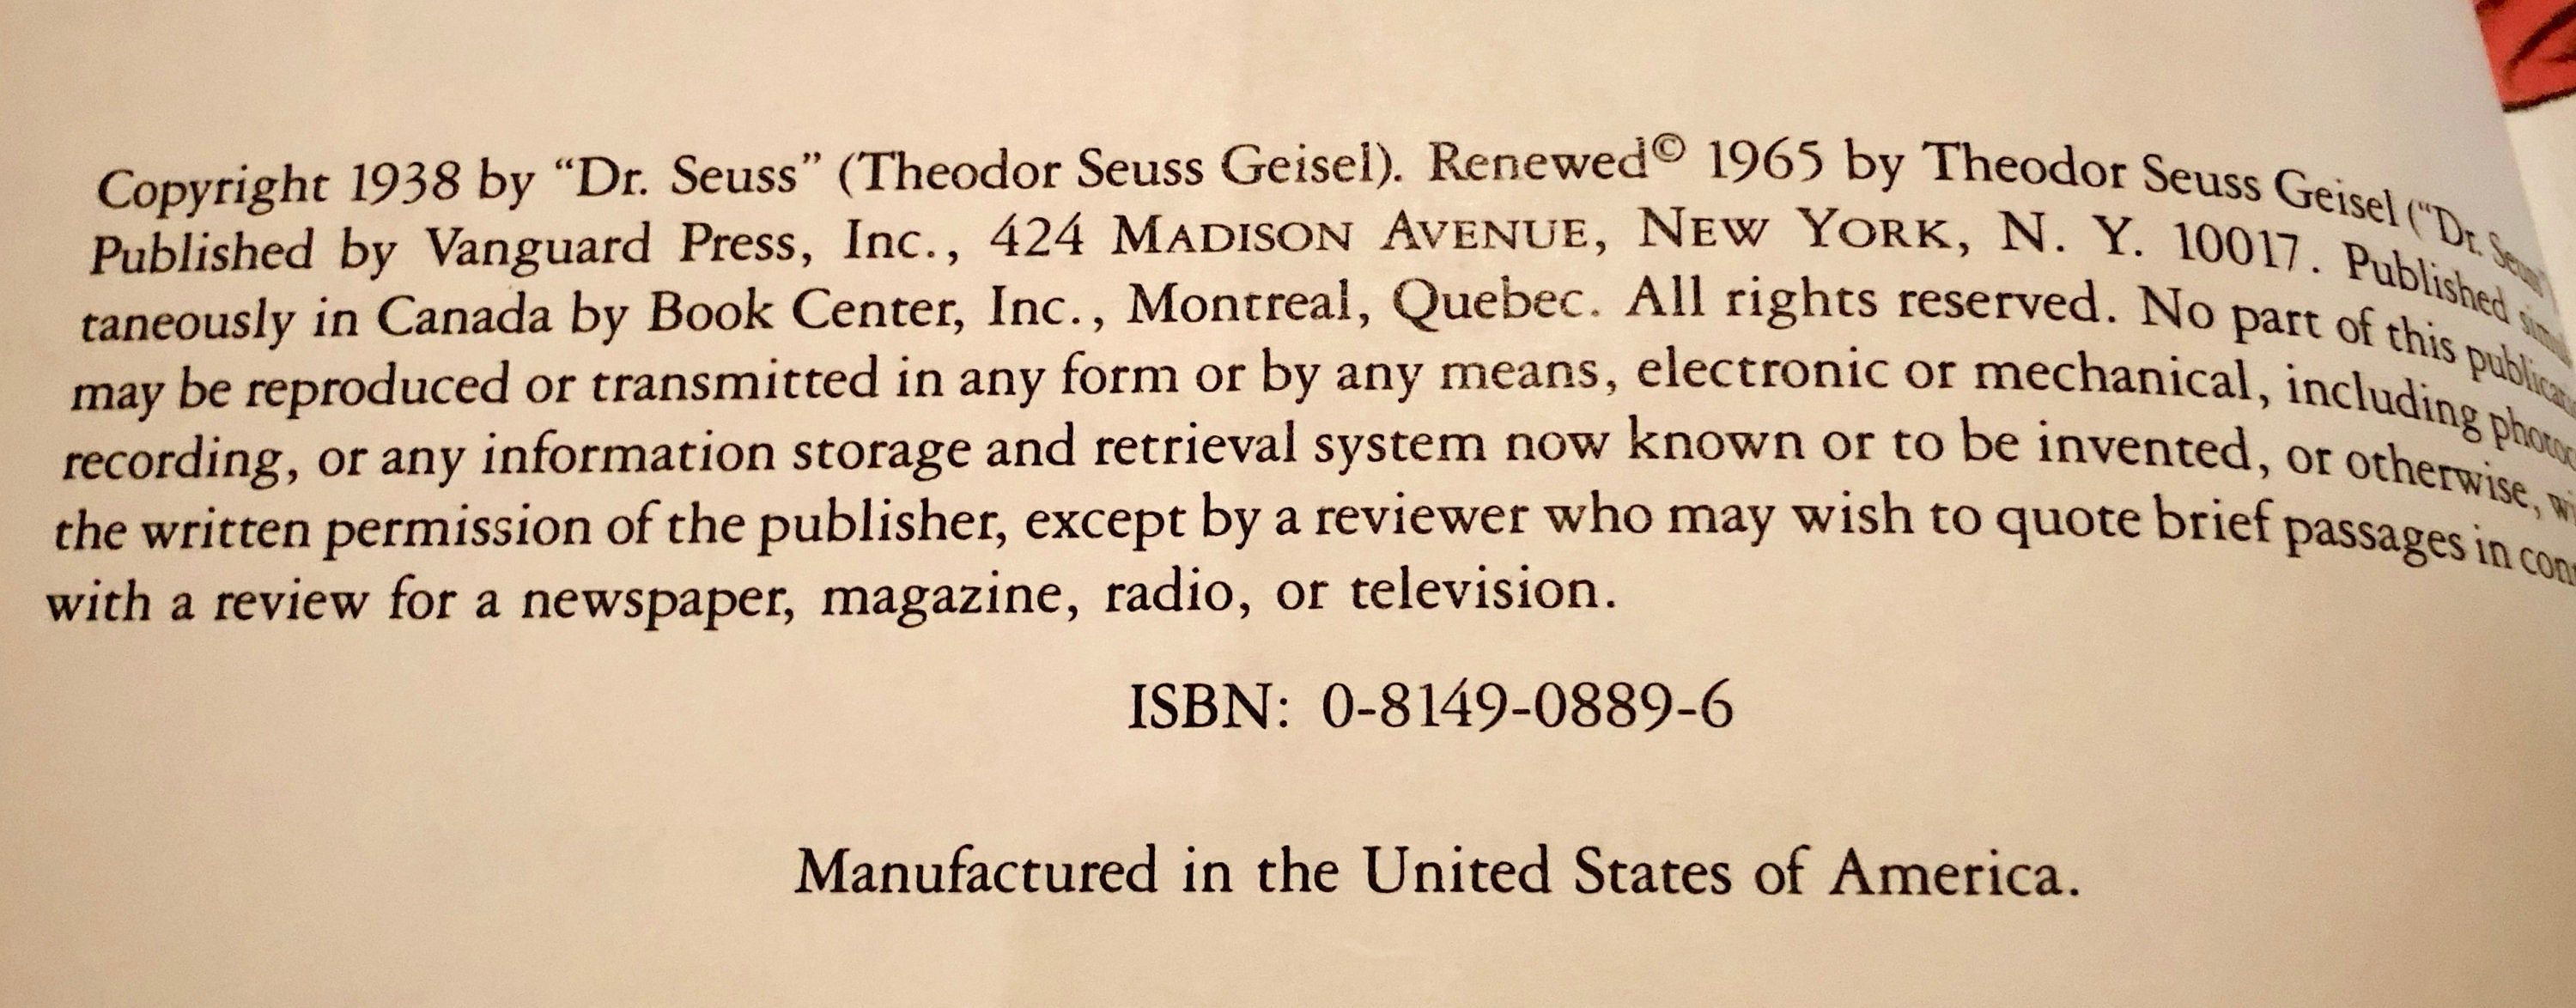 Copyright 1938 by “Dr. Seuss” (Theodor Seuss Geisel). Renewed© 1965 by Theodor Seuss Geisel (“Dr. Seuss”
Published by Vanguard Press, Inc., 424 MADISON AVENUE, NEW YORK, N. Y. 10017. Published
taneously in Canada by Book Center, Inc., Montreal, Quebec. All rights reserved. No part of this
may be reproduced or transmitted in any form or by any means, electronic or mechanical, including
recording, or any information storage and retrieval system now known or to be invented, or otherwise,
the written permission of the publisher, except by a reviewer who may wish to quote brief passages in
with a review for a newspaper, magazine, radio, or television.
ISBN: 0-8149-0889-6
Manufactured in the United States of America.